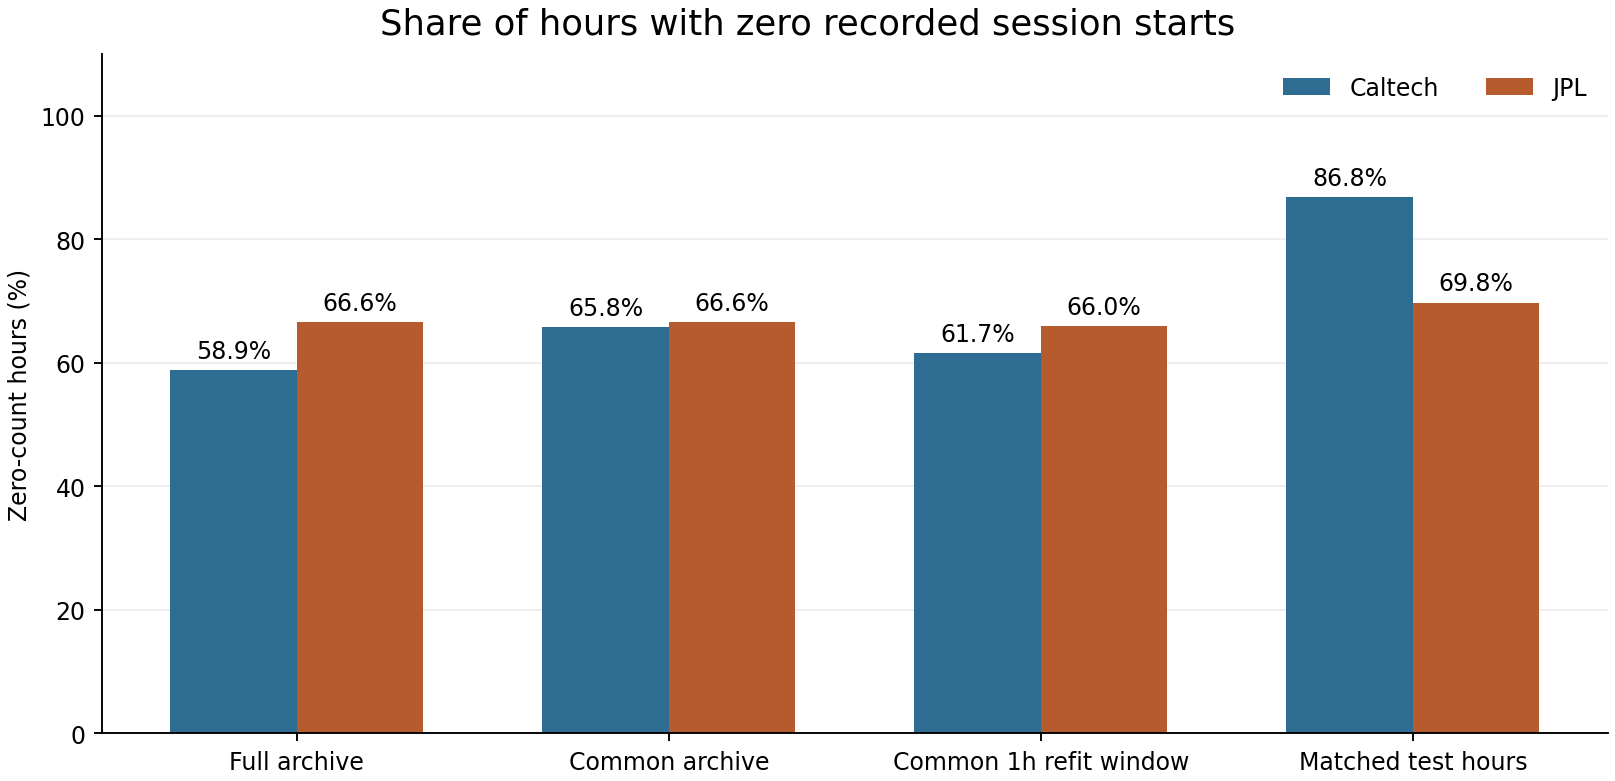 Share of hours with zero recorded session starts
Caltech JPL
Zero-count hours (%)
100
80
60
40
20
0
58.9% 66.6% 65.8% 66.6% 61.7% 66.0% 86.8% 69.8%
Full archive Common archive Common 1h refit window Matched test hours